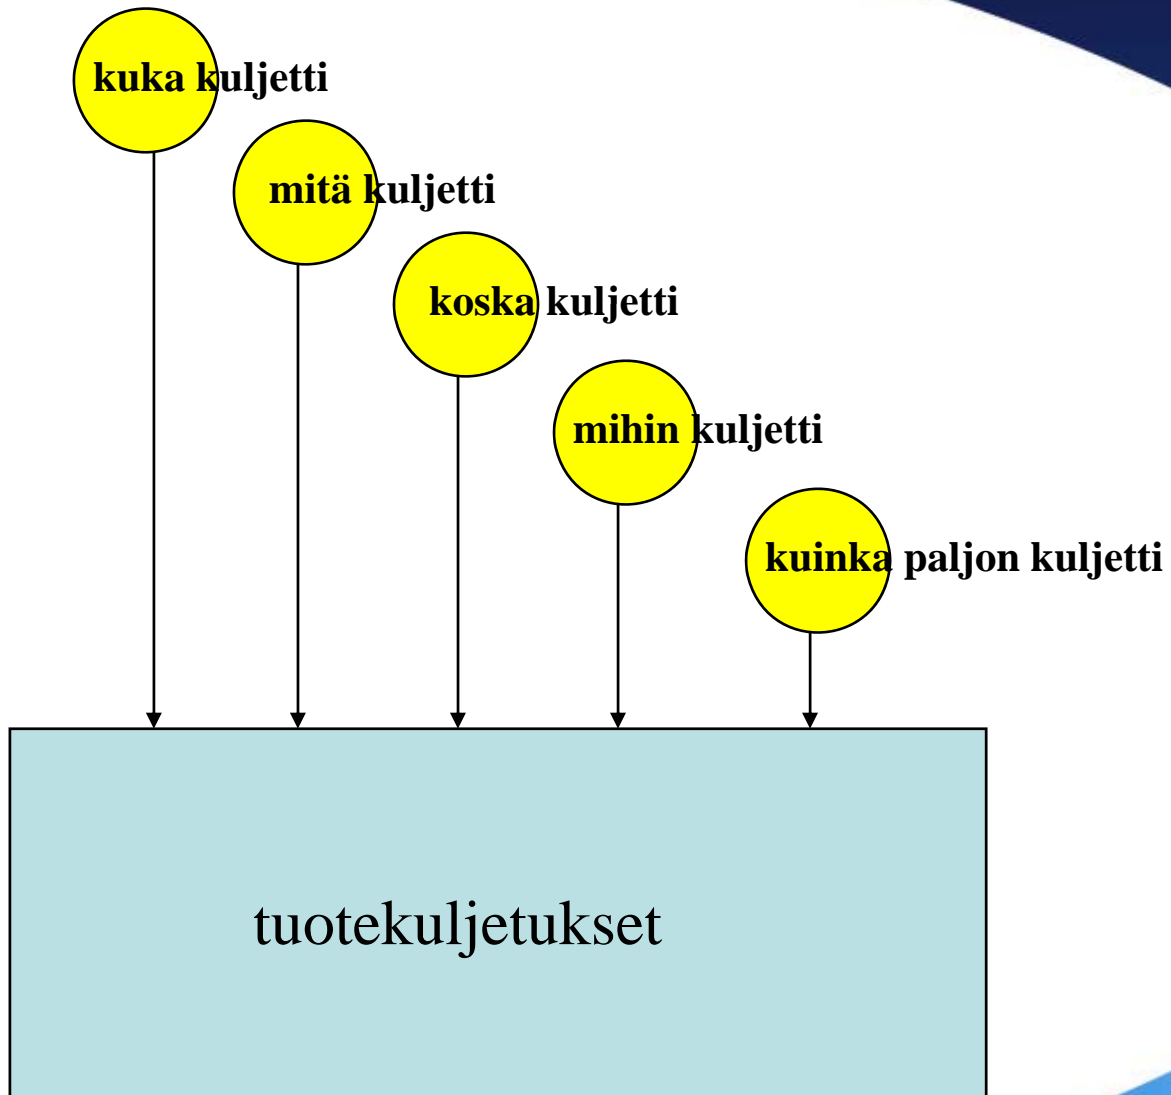 kuka kuljetti
mitä kuljetti
koska kuljetti
mihin kuljetti
kuinka paljon kuljetti
tuotekuljetukset